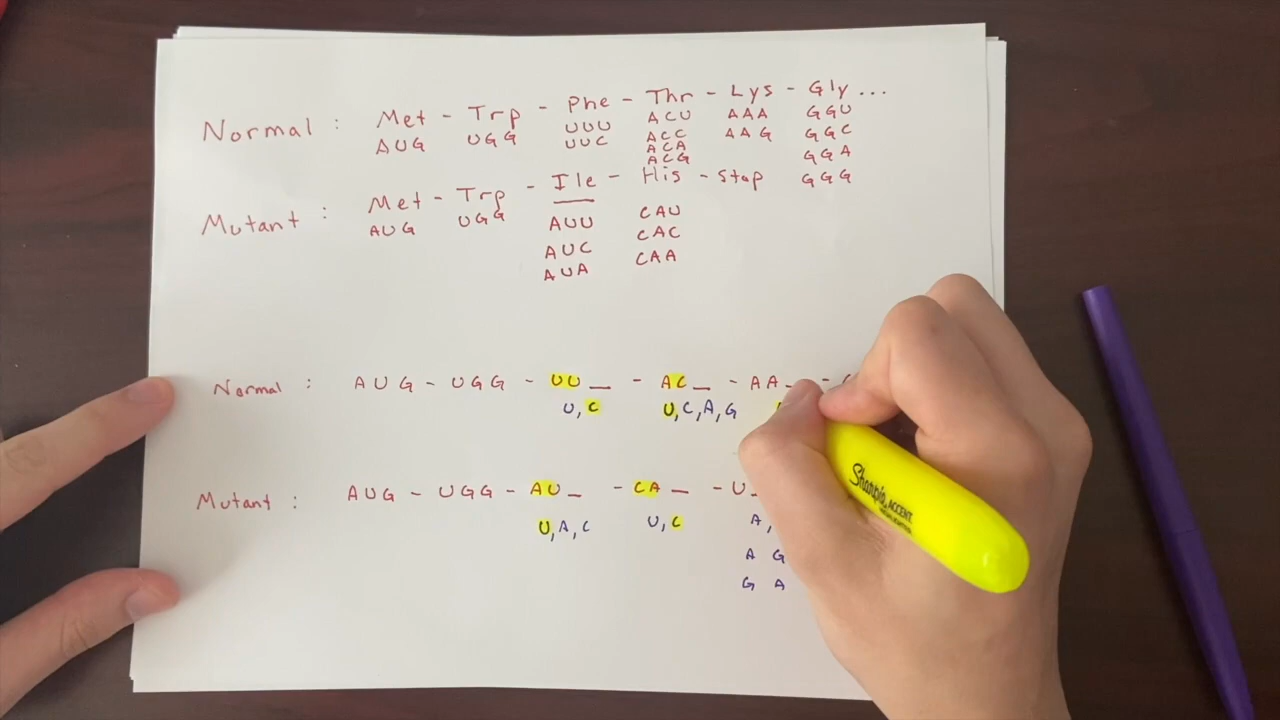 Normal : Met - Trp - Phe - Thr - Lys - Gly ...
AUG UGG UUU ACU AAA GGU
UUC ACC AAG GGC
ACA GGA
ACG GGG
Mutant : Met - Trp - Ile - His - Stop
AUG UGG AUU CAU
AUC CAC
AUA CAA
Normal : AUG - UGG - UU_ - AC_ - AA_ -
U, C U, C, A, G
Mutant : AUG - UGG - AU_ - CA_ - U_
U, A, C U, C A,
A G
G A
Sharpie ACCENT
HIGHLIGHTER